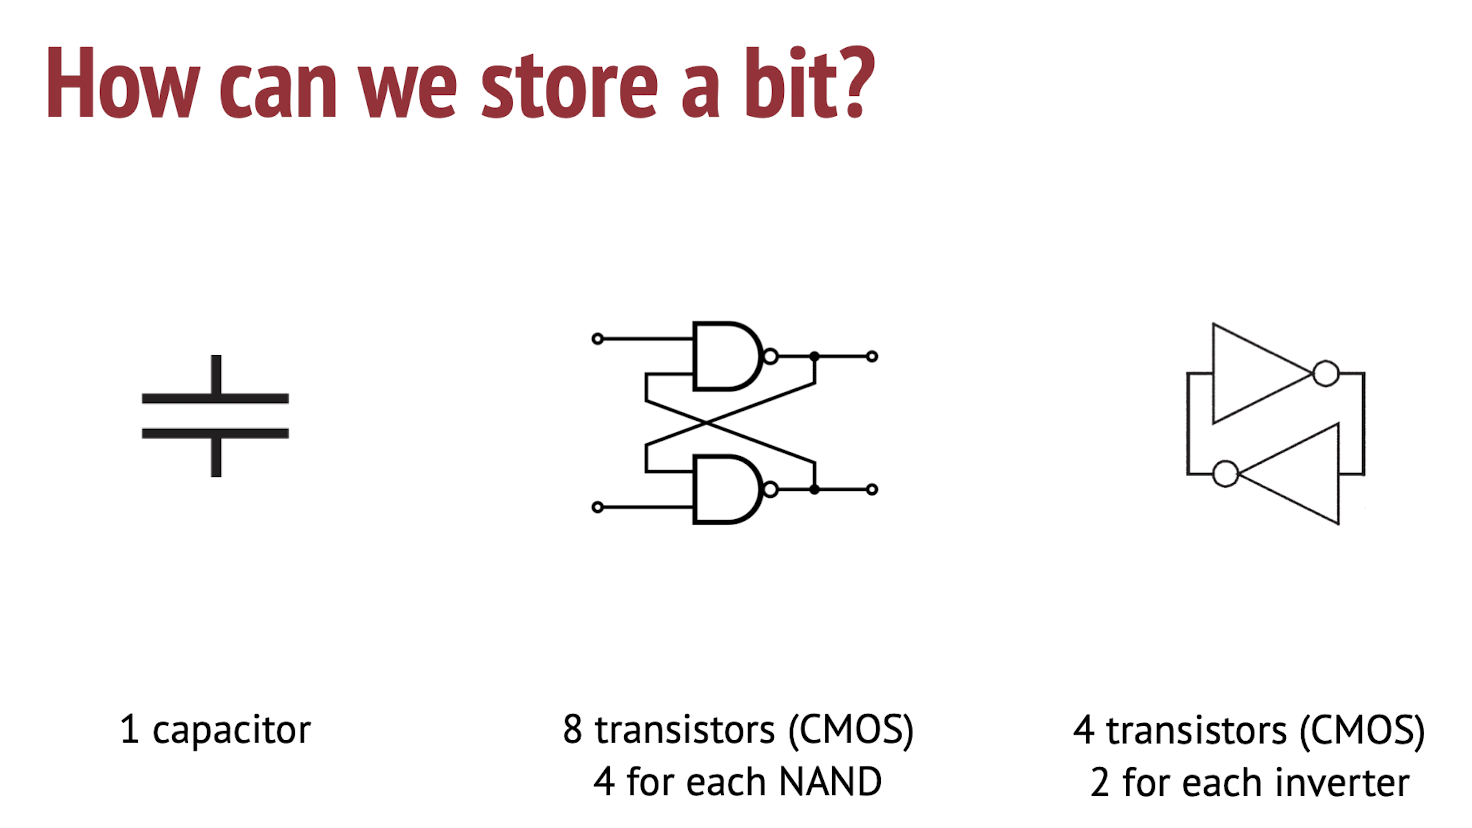 How can we store a bit?
1 capacitor
8 transistors (CMOS)
4 for each NAND
4 transistors (CMOS)
2 for each inverter